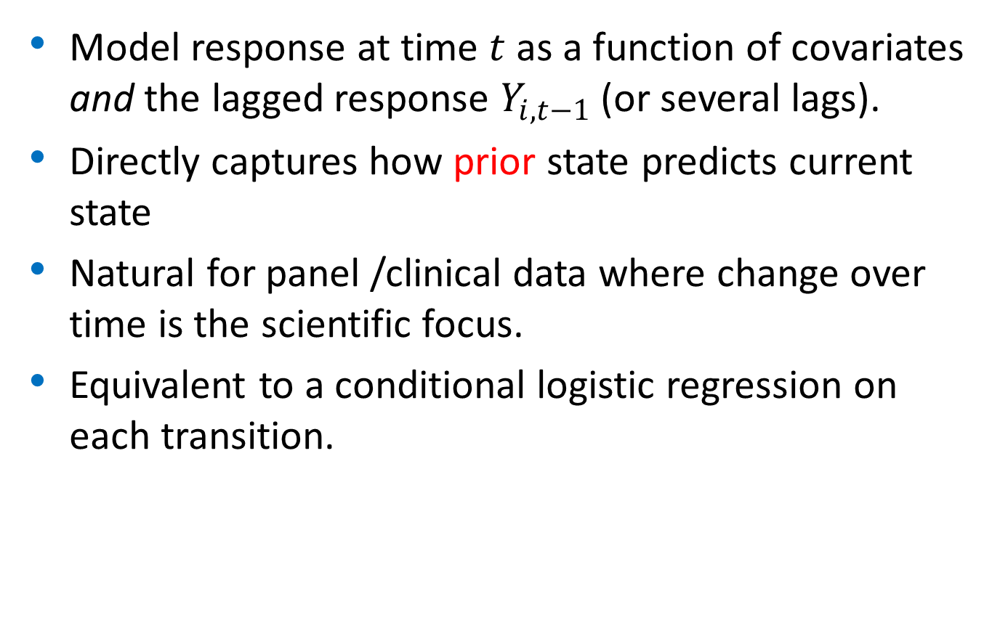 • Model response at time 𝑡 as a function of covariates
and the lagged response 𝑌𝑖,𝑡−1 (or several lags).
• Directly captures how prior state predicts current
state
• Natural for panel /clinical data where change over
time is the scientific focus.
• Equivalent to a conditional logistic regression on
each transition.